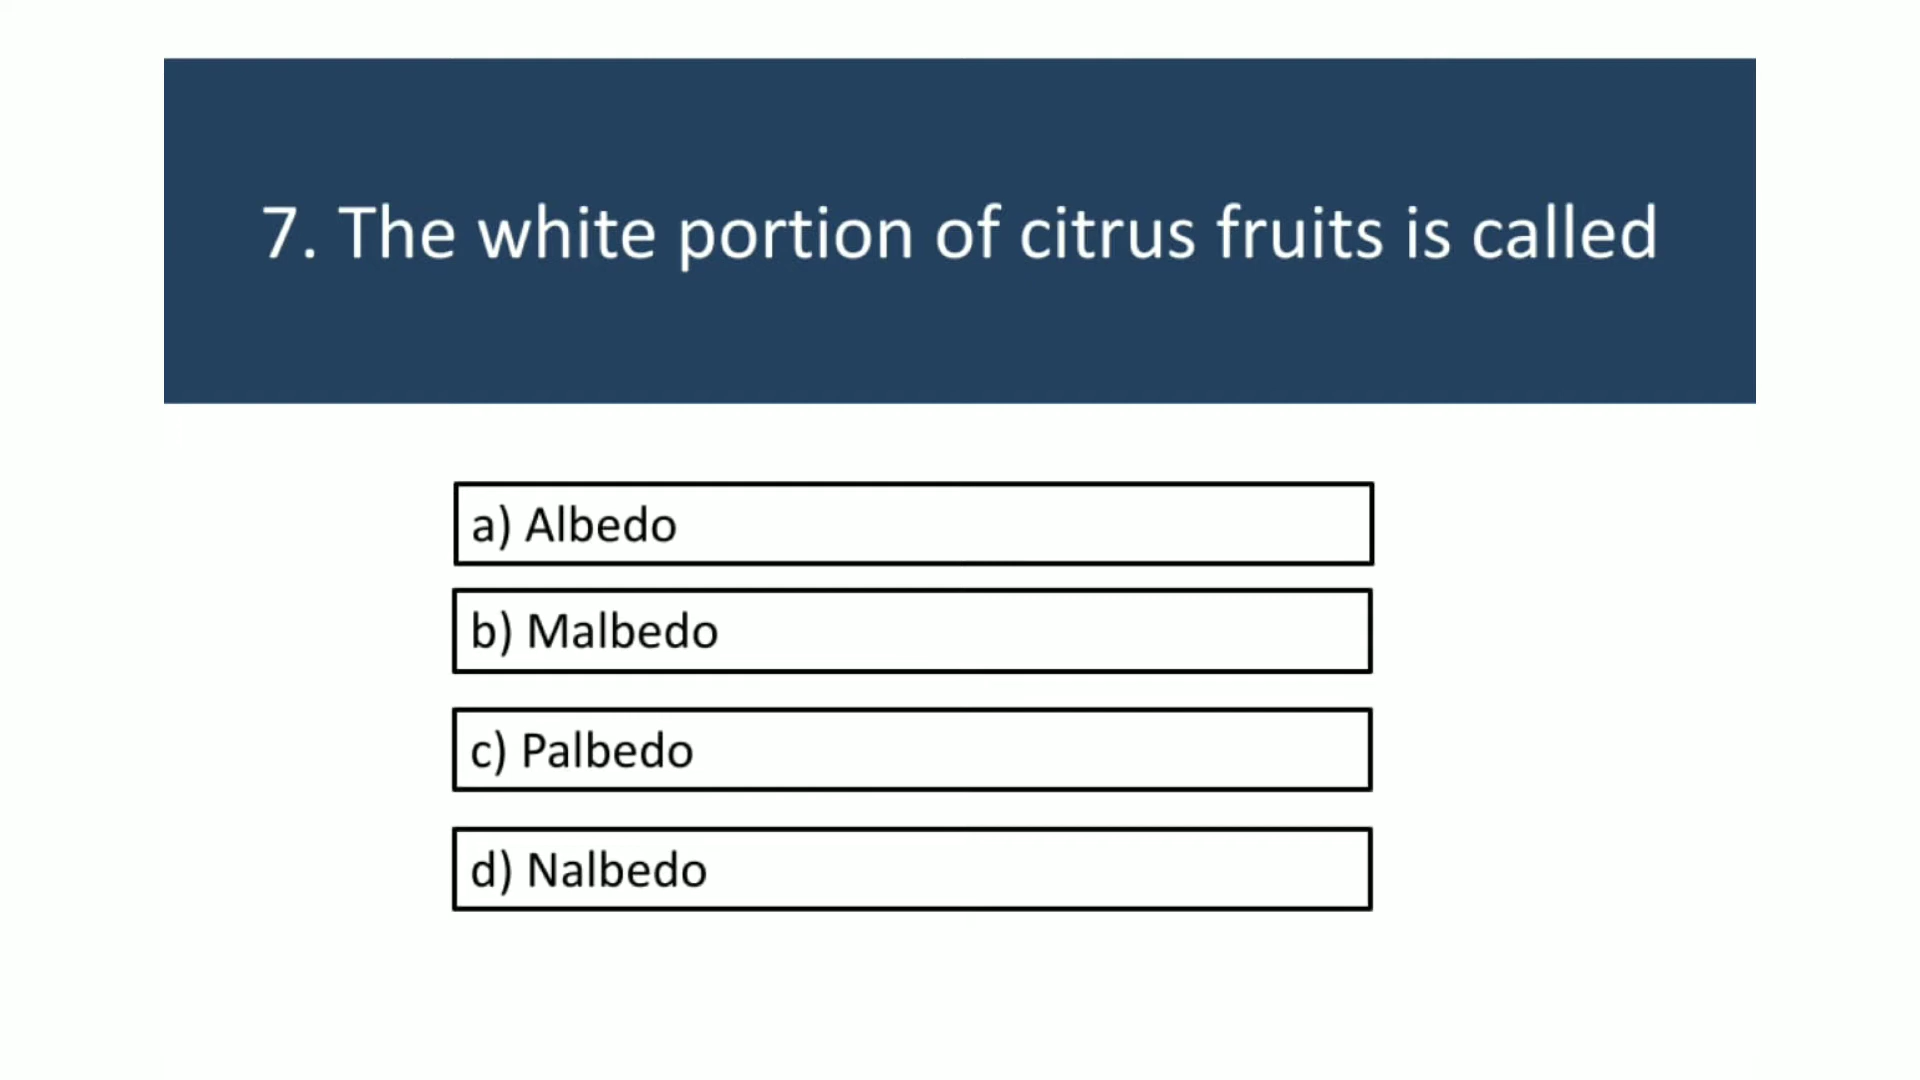 7. The white portion of citrus fruits is called
a) Albedo
b) Malbedo
c) Palbedo
d) Nalbedo